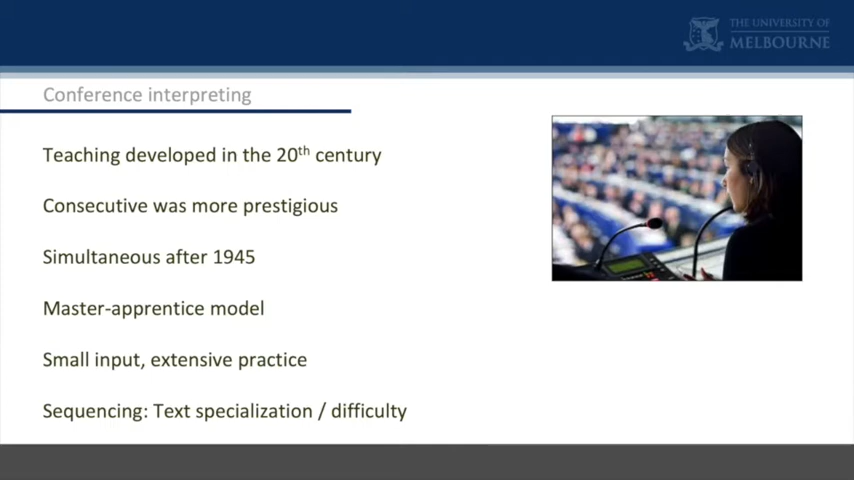 THE UNIVERSITY OF
MELBOURNE
Conference interpreting
Teaching developed in the 20th century
Consecutive was more prestigious
Simultaneous after 1945
Master-apprentice model
Small input, extensive practice
Sequencing: Text specialization / difficulty